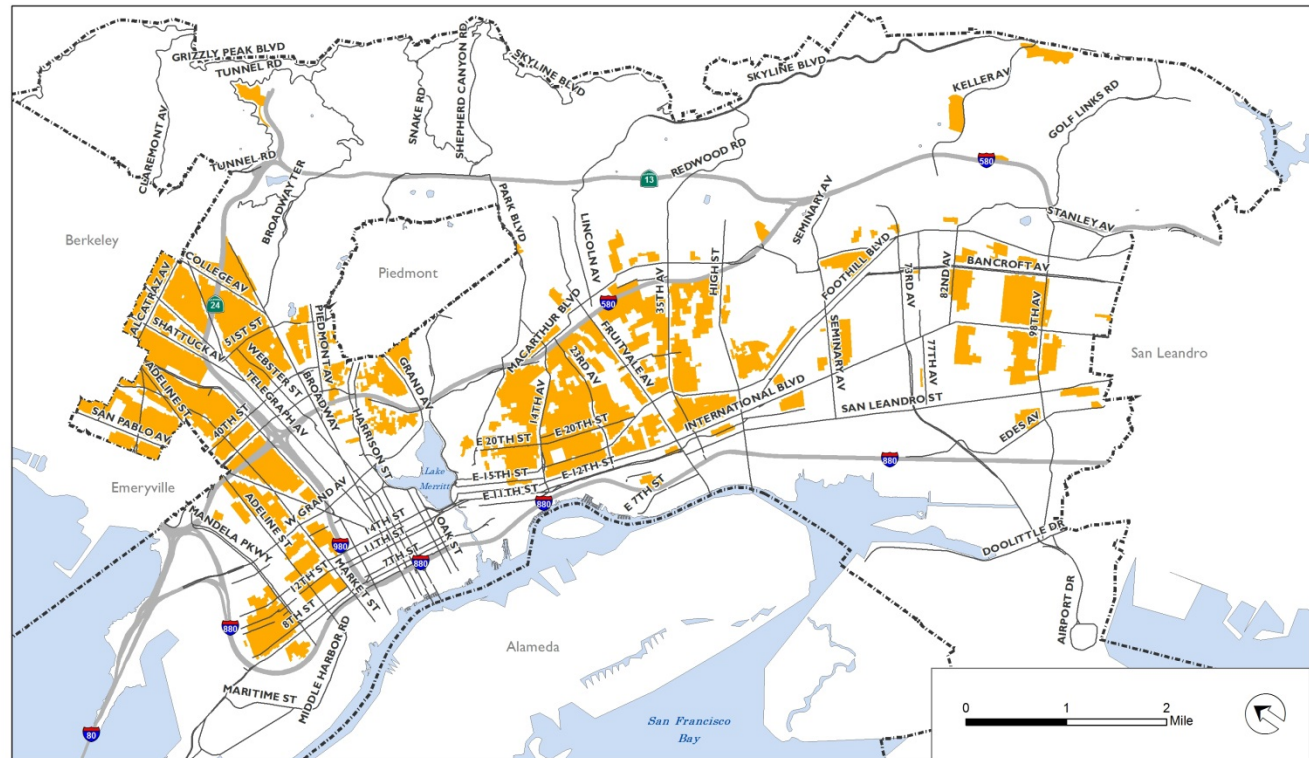 GRIZZLY PEAK BLVD
TUNNEL RD
SKYLINE BLVD
SKYLINE BLVD
CLAREMONT AV
SNAKE RD
SHEPHERD CANYON RD
KELLER AV
GOLF LINKS RD
TUNNEL RD
BROADWAY TER
REDWOOD RD
13
580
PARK BLVD
LINCOLN AV
SEMINARY AV
STANLEY AV
Berkeley
Piedmont
COLLEGE AV
ALCATRAZ AV
24
51ST ST
SHATTUCK AV
WEBSTER ST
PIEDMONT AV
BROADWAY
GRAND AV
MACARTHUR BLVD
580
35TH AV
HIGH ST
FOOTHILL BLVD
73RD AV
82ND AV
BANCROFT AV
98TH AV
San Leandro
ADELINE ST
TELEGRAPH AV
SAN PABLO AV
40TH ST
HARRISON ST
14TH AV
23RD AV
FRUITVALE AV
SEMINARY AV
77TH AV
INTERNATIONAL BLVD
SAN LEANDRO ST
EDES AV
E 20TH ST
E 20TH ST
E 15TH ST
E 12TH ST
E 11TH ST
E 7TH ST
880
880
Lake
Merritt
Emeryville
MANDELA PKWY
ADELINE ST
W GRAND AV
980
14TH ST
11TH ST
7TH ST
OAK ST
880
12TH ST
MARKET ST
8TH ST
880
MARITIME ST
MIDDLE HARBOR RD
80
DOOLITTLE DR
AIRPORT DR
Alameda
San Francisco
Bay
0 1 2
Mile